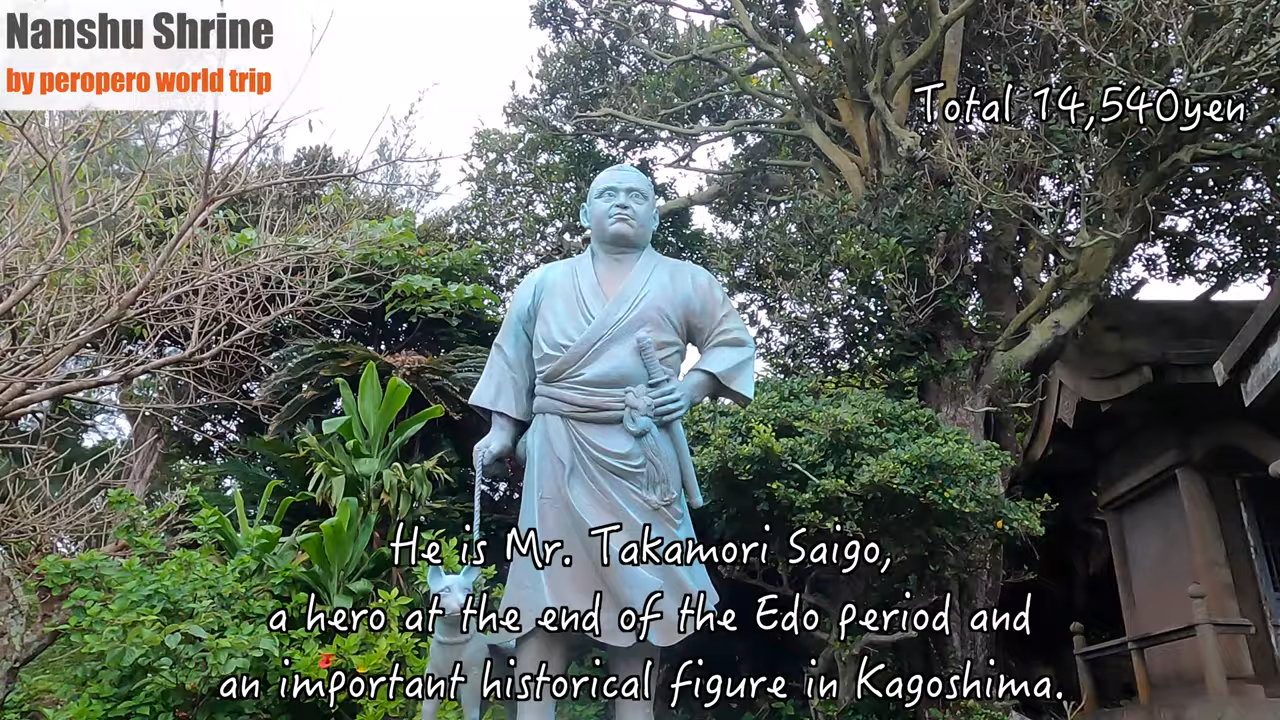 Nanshu Shrine
by peropero world trip
Total 14,540yen
He is Mr. Takamori Saigo,
a hero at the end of the Edo period and
an important historical figure in Kagoshima.